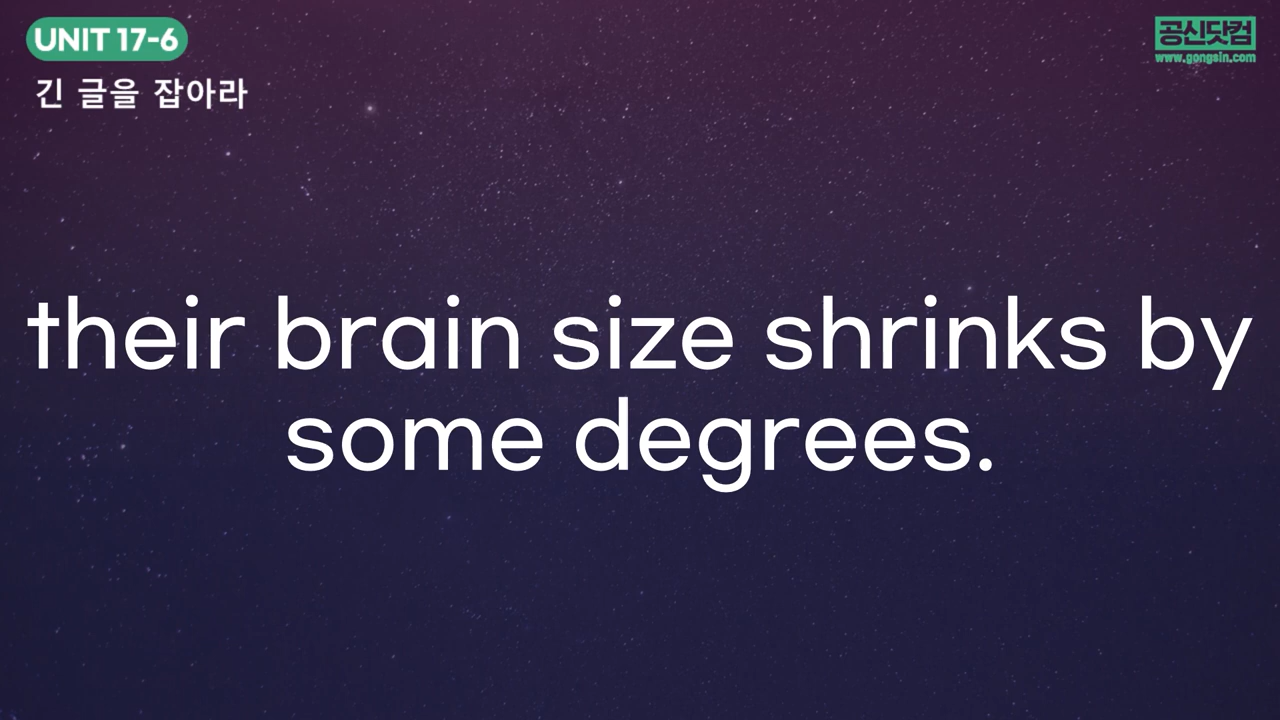 UNIT 17-6
공신닷컴
www.gongsin.com
긴 글을 잡아라
their brain size shrinks by
some degrees.